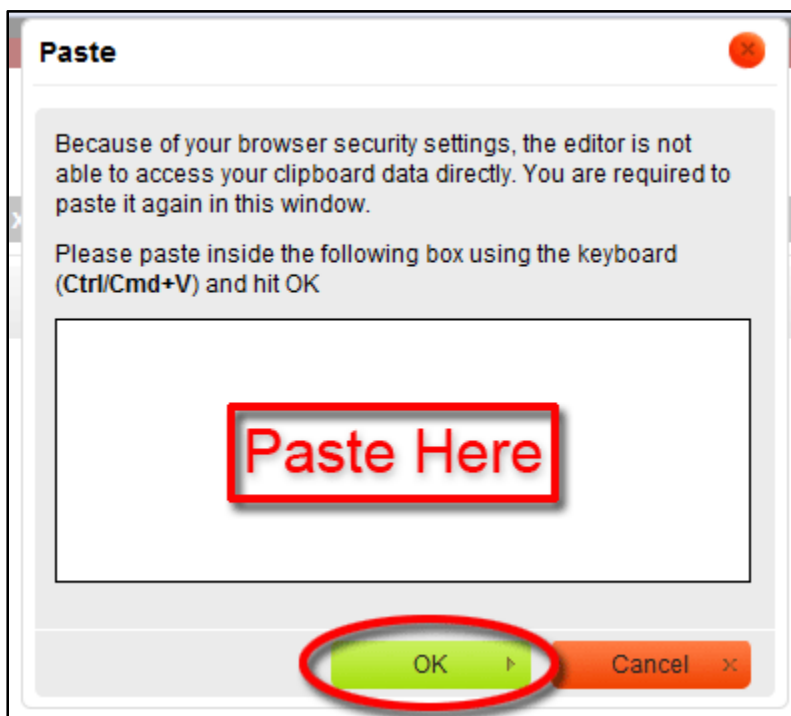 Paste
Because of your browser security settings, the editor is not
able to access your clipboard data directly. You are required to
paste it again in this window.
Please paste inside the following box using the keyboard
(Ctrl/Cmd+V) and hit OK
Paste Here
OK
Cancel